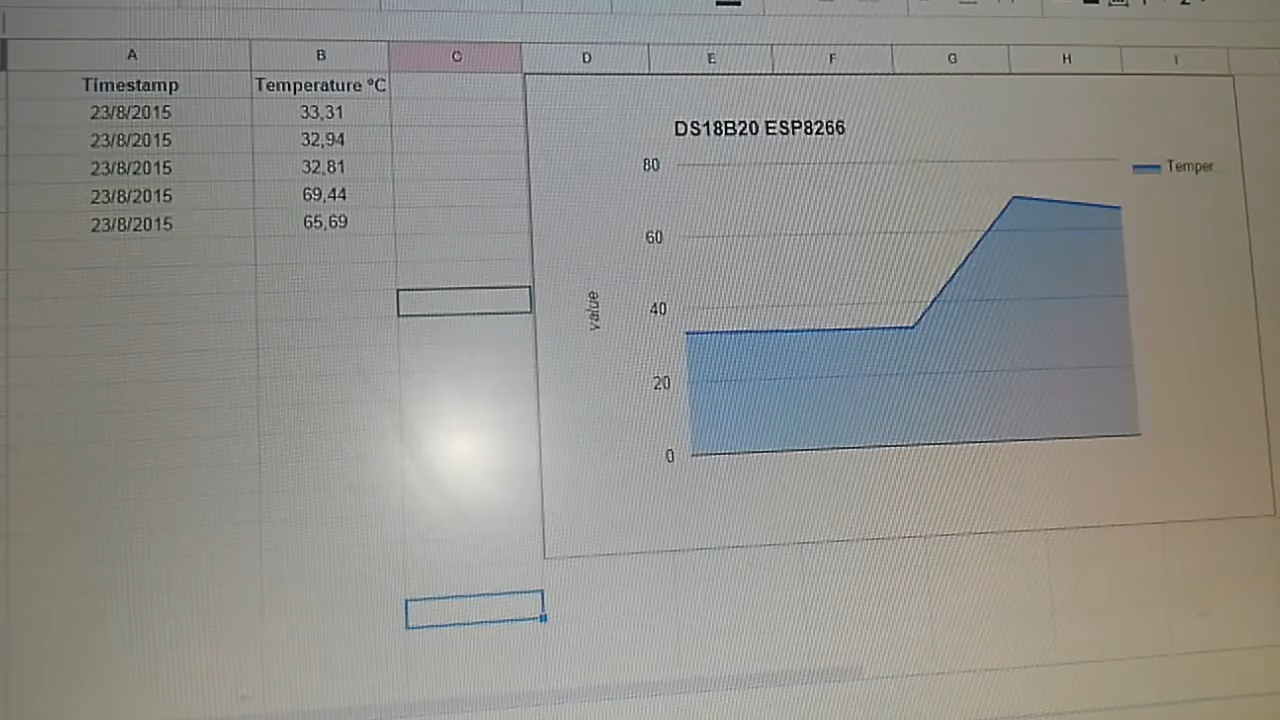 A B C D E F G H I
Timestamp Temperature ºC
23/8/2015 33,31
23/8/2015 32,94
23/8/2015 32,81
23/8/2015 69,44
23/8/2015 65,69
DS18B20 ESP8266
80
60
40
20
0
value
Temper